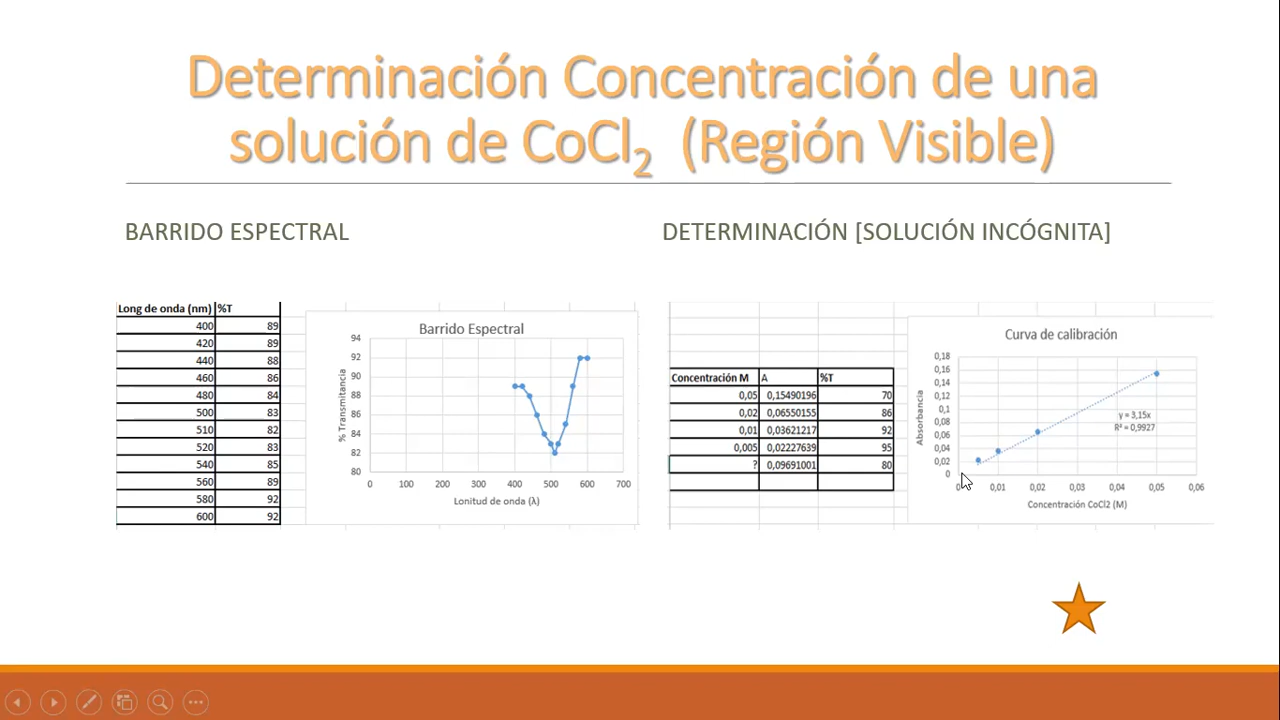 Determinación Concentración de una
solución de CoCl2 (Región Visible)
BARRIDO ESPECTRAL
Long de onda (nm) %T
400 89
420 89
440 88
460 86
480 84
500 83
510 82
520 83
540 85
560 89
580 92
600 92
Barrido Espectral
% Transmitancia
94
92
90
88
86
84
82
80
0 100 200 300 400 500 600 700
Lonitud de onda (λ)
DETERMINACIÓN [SOLUCIÓN INCÓGNITA]
Concentración M A %T
0,05 0,15490196 70
0,02 0,06550155 86
0,01 0,03621217 92
0,005 0,02227639 95
? 0,09691001 80
Curva de calibración
Absorbancia
0,18
0,16
0,14
0,12
0,1
0,08
0,06
0,04
0,02
0
y = 3,15x
R² = 0,9927
0 0,01 0,02 0,03 0,04 0,05 0,06
Concentración CoCl2 (M)